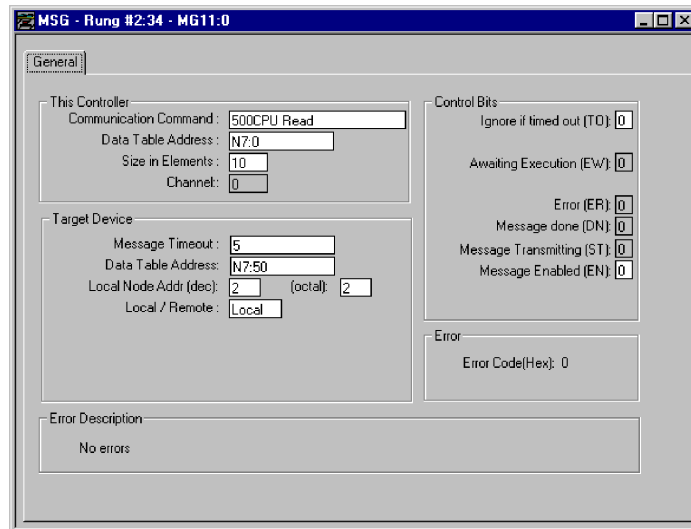 MSG - Rung #2:34 - MG11:0
General
This Controller
Communication Command : 500CPU Read
Data Table Address : N7:0
Size in Elements : 10
Channel: 0
Target Device
Message Timeout : 5
Data Table Address: N7:50
Local Node Addr (dec): 2 (octal): 2
Local / Remote : Local
Control Bits
Ignore if timed out (TO): 0
Awaiting Execution (EW): 0
Error (ER): 0
Message done (DN): 0
Message Transmitting (ST): 0
Message Enabled (EN): 0
Error
Error Code(Hex): 0
Error Description
No errors